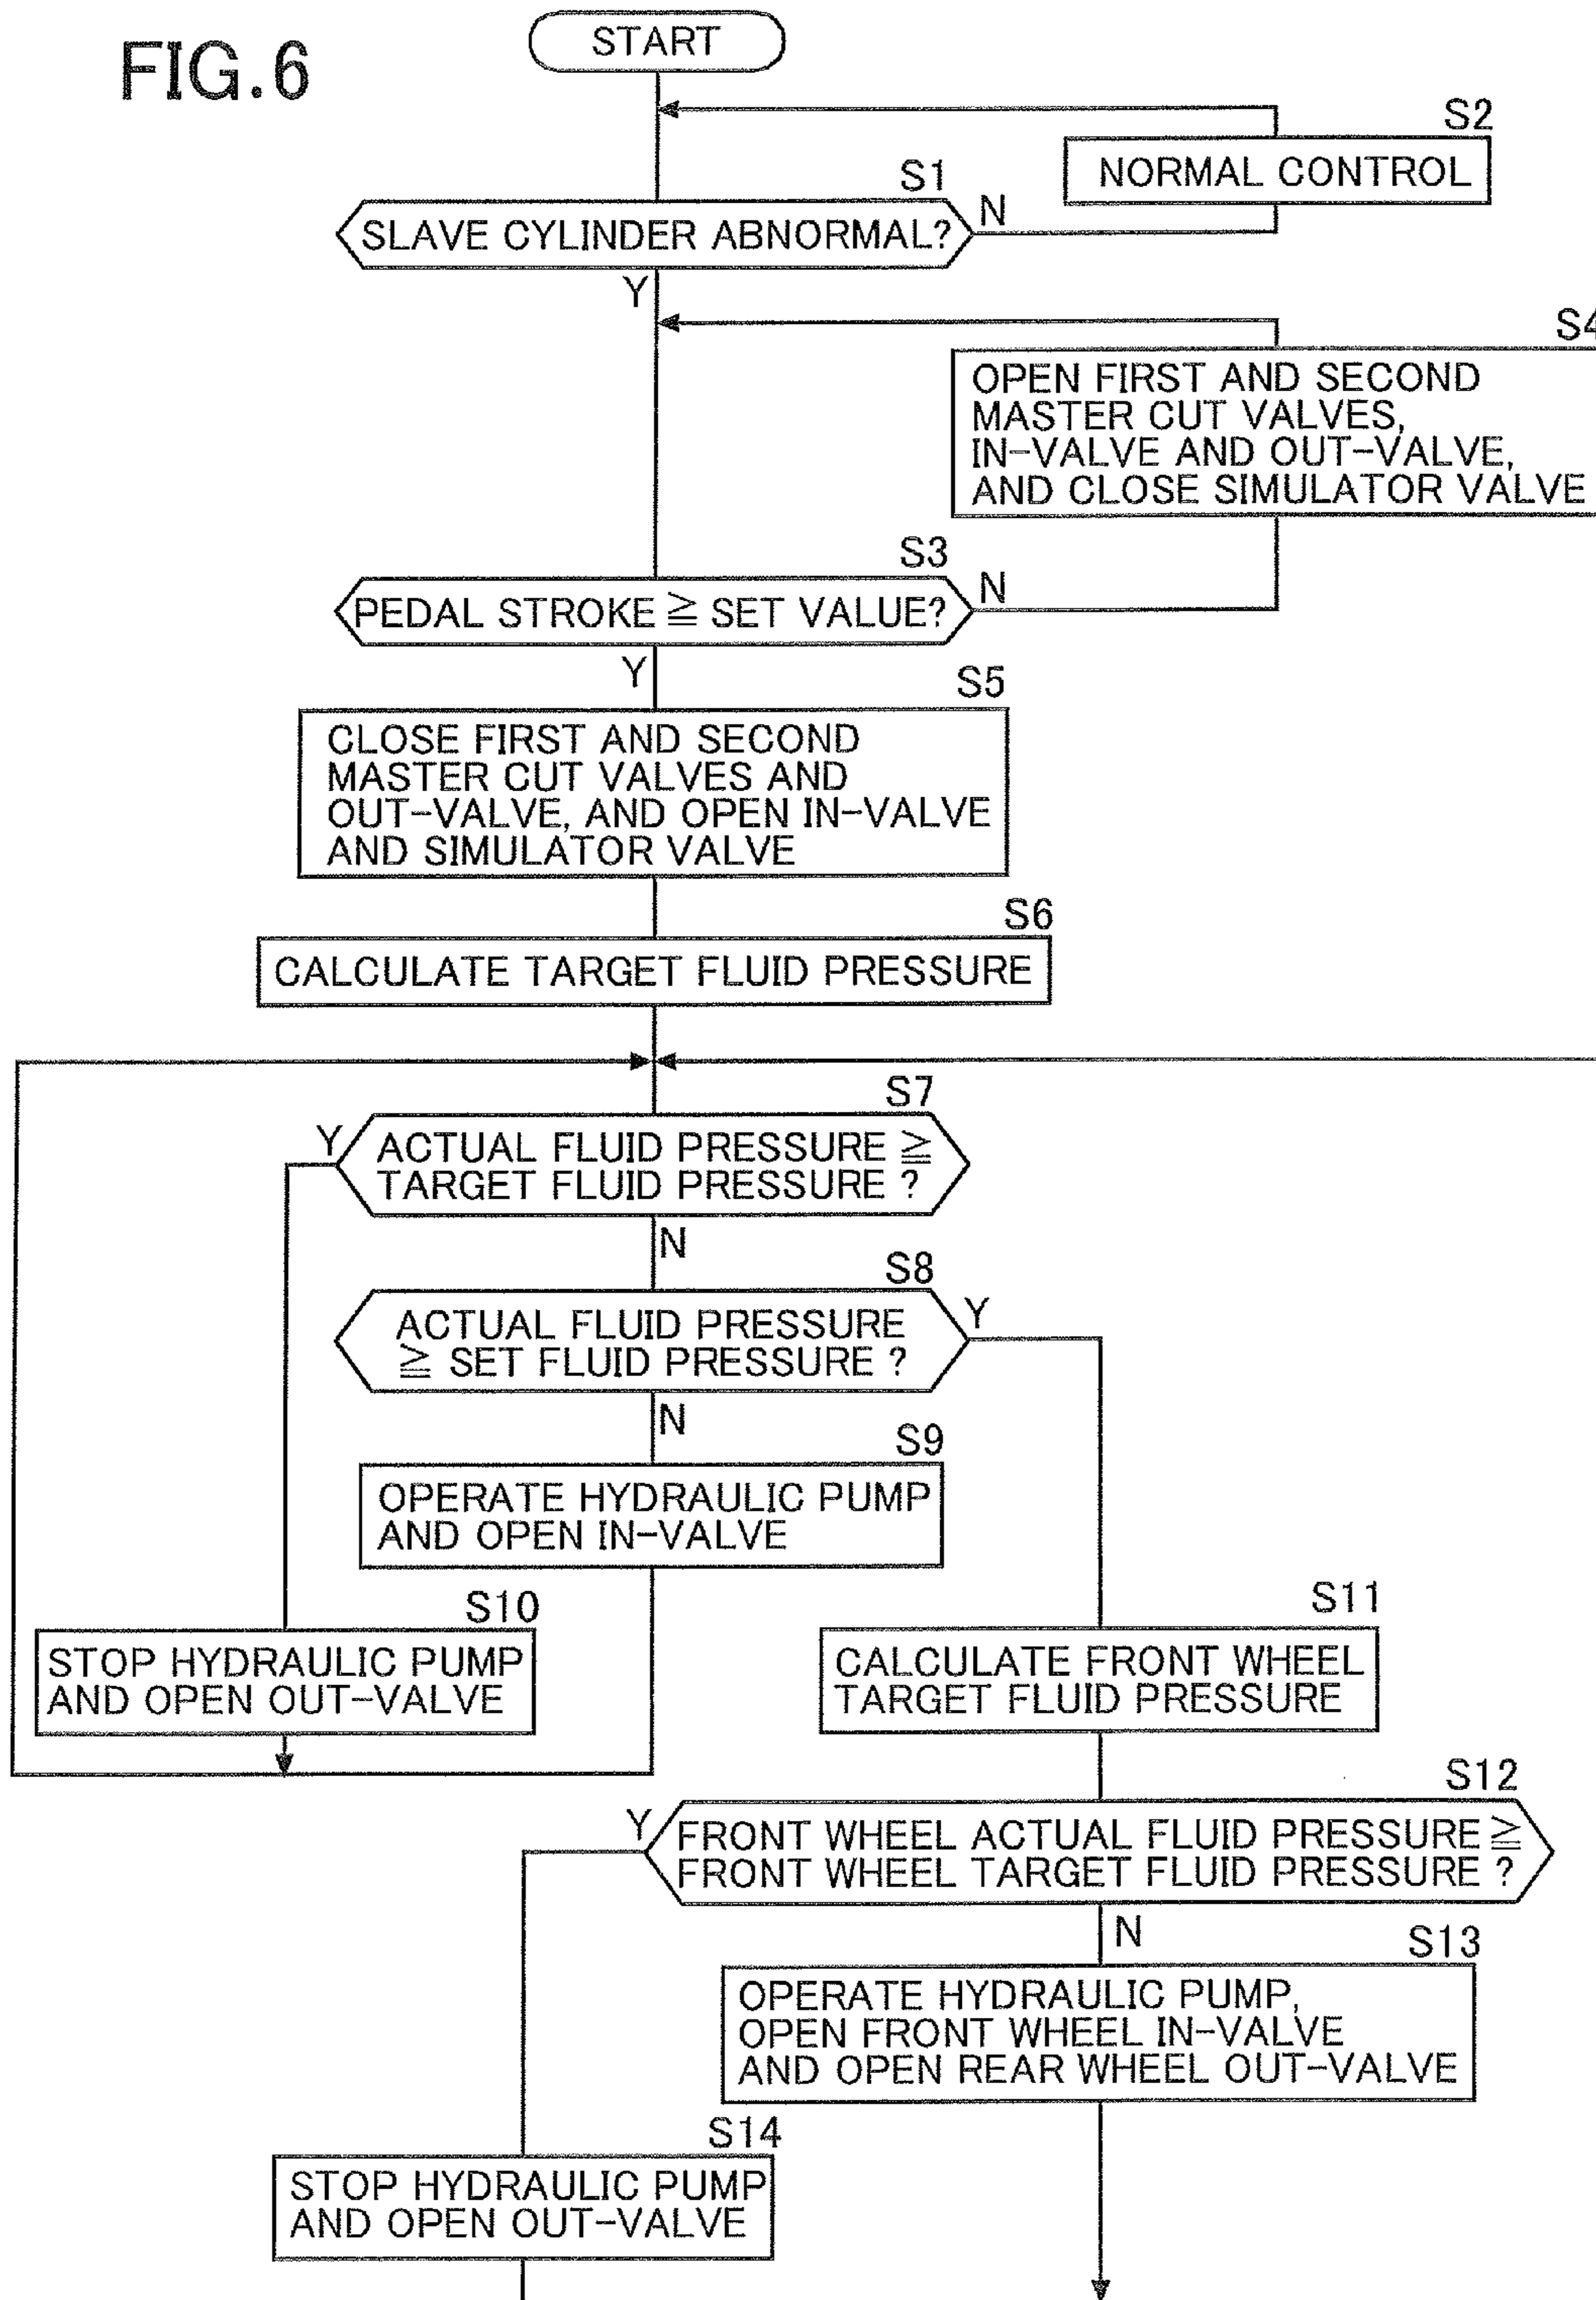 FIG.6
START
S2
NORMAL CONTROL
S1
SLAVE CYLINDER ABNORMAL?
N
Y
S4
OPEN FIRST AND SECOND
MASTER CUT VALVES,
IN-VALVE AND OUT-VALVE,
AND CLOSE SIMULATOR VALVE
S3
PEDAL STROKE ≧ SET VALUE?
N
Y
S5
CLOSE FIRST AND SECOND
MASTER CUT VALVES AND
OUT-VALVE, AND OPEN IN-VALVE
AND SIMULATOR VALVE
S6
CALCULATE TARGET FLUID PRESSURE
S7
Y
ACTUAL FLUID PRESSURE ≧
TARGET FLUID PRESSURE ?
N
S8
ACTUAL FLUID PRESSURE
≧ SET FLUID PRESSURE ?
Y
N
S9
OPERATE HYDRAULIC PUMP
AND OPEN IN-VALVE
S10
STOP HYDRAULIC PUMP
AND OPEN OUT-VALVE
S11
CALCULATE FRONT WHEEL
TARGET FLUID PRESSURE
S12
Y
FRONT WHEEL ACTUAL FLUID PRESSURE ≧
FRONT WHEEL TARGET FLUID PRESSURE ?
N
S13
OPERATE HYDRAULIC PUMP,
OPEN FRONT WHEEL IN-VALVE
AND OPEN REAR WHEEL OUT-VALVE
S14
STOP HYDRAULIC PUMP
AND OPEN OUT-VALVE